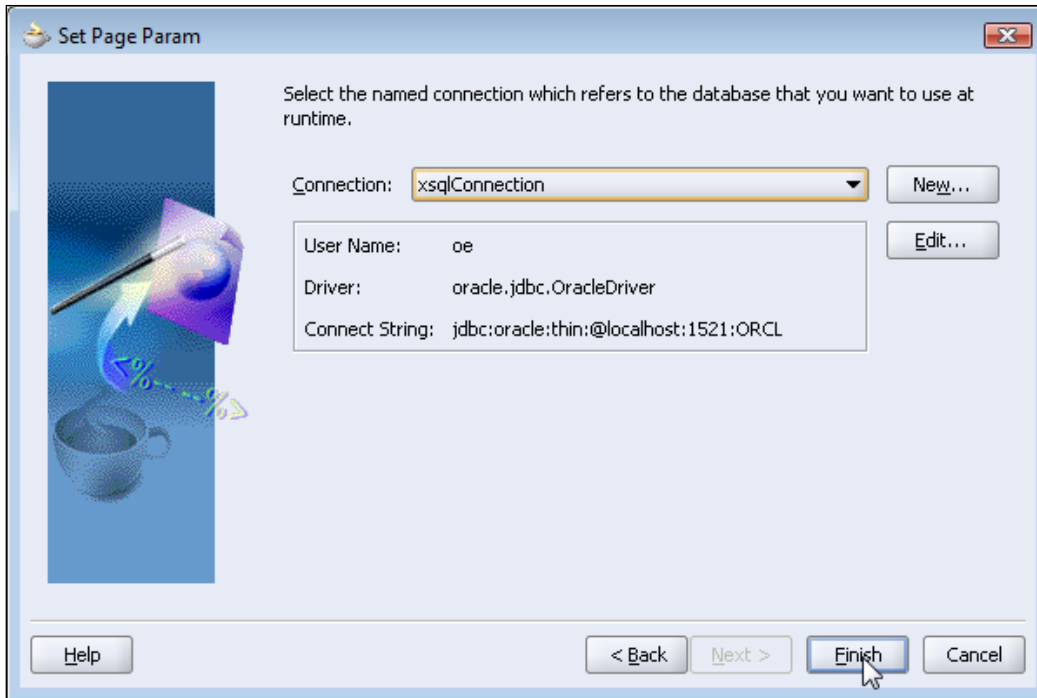 Set Page Param
Select the named connection which refers to the database that you want to use at
runtime.
Connection: xsqlConnection New...
Edit...
User Name: oe
Driver: oracle.jdbc.OracleDriver
Connect String: jdbc:oracle:thin:@localhost:1521:ORCL
<%----%>
Help < Back Next > Finish Cancel